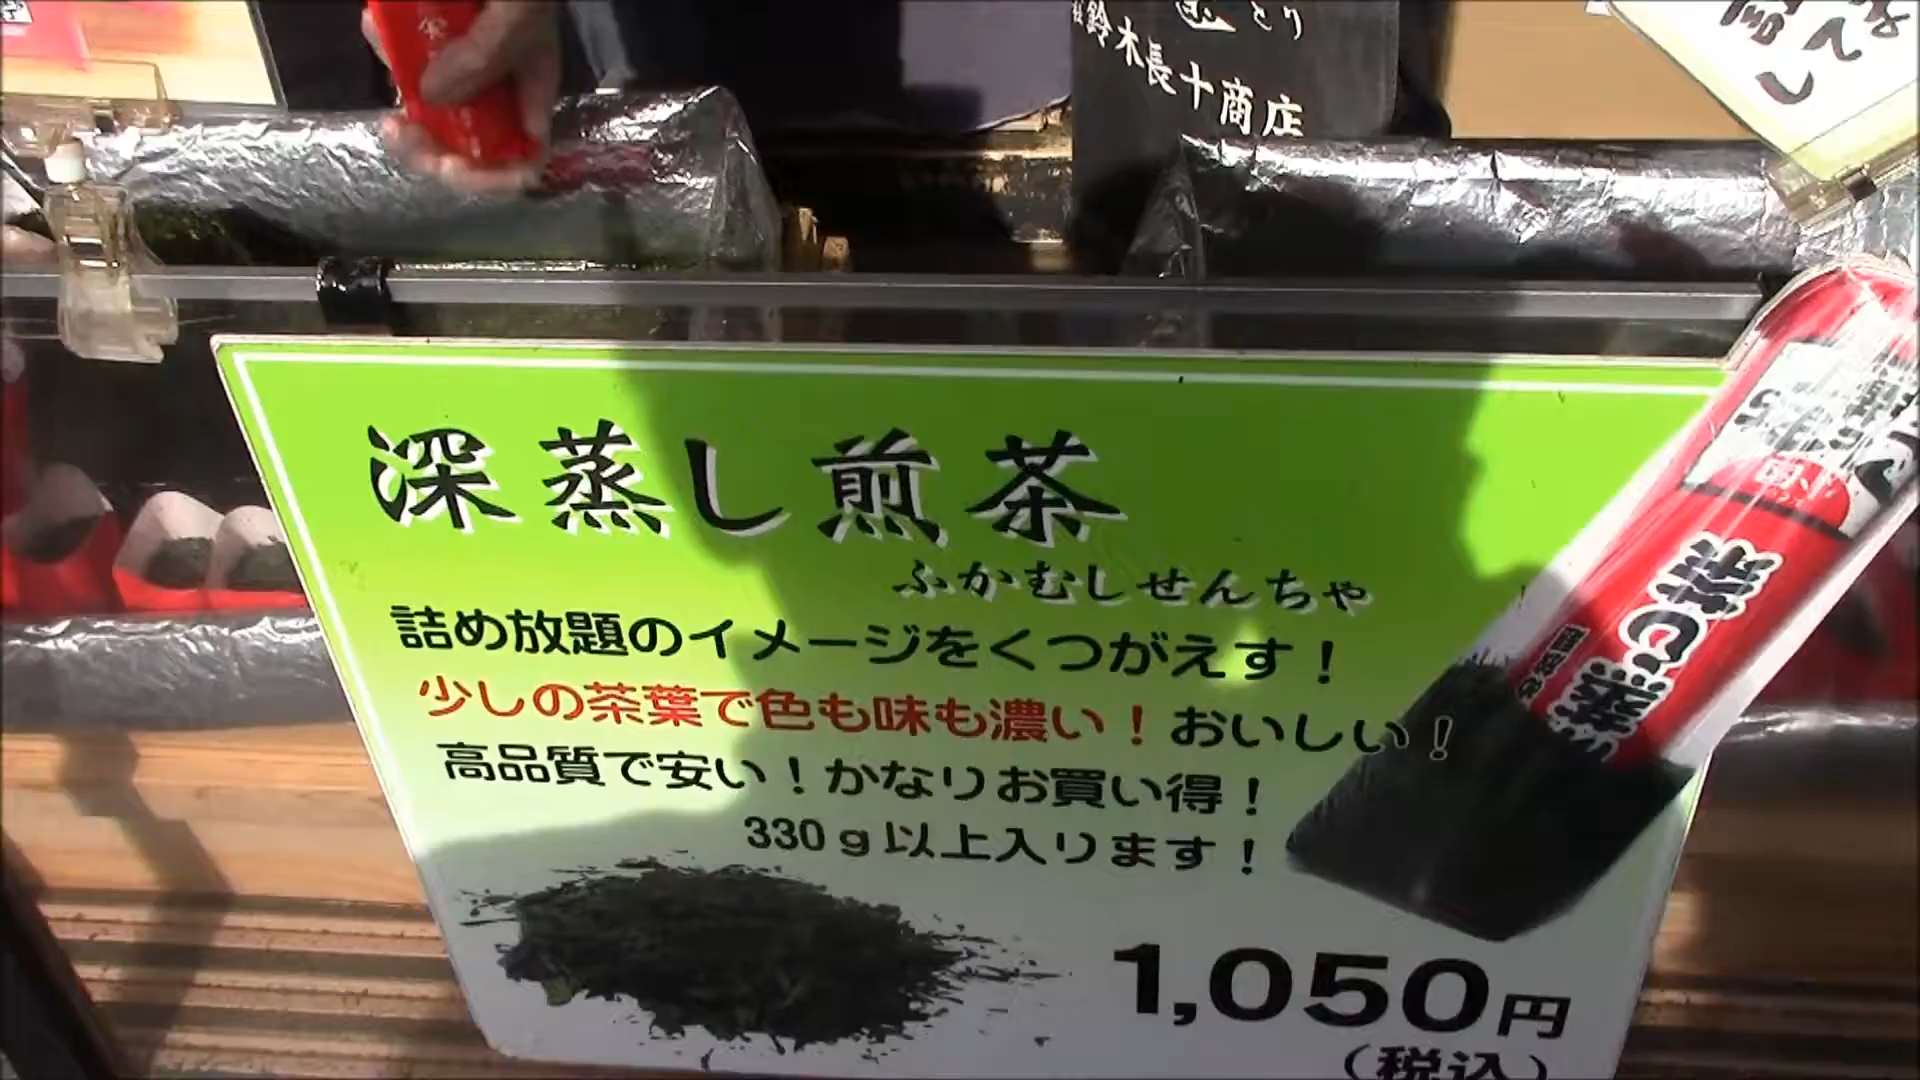 鈴木長十商店
深蒸し煎茶
ふかむしせんちゃ
詰め放題のイメージをくつがえす！
少しの茶葉で色も味も濃い！おいしい！
高品質で安い！かなりお買い得！
330g以上入ります！
1,050円
（税込）